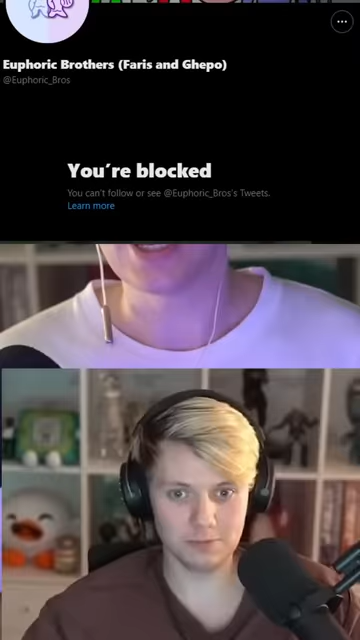 Euphoric Brothers (Faris and Ghepo)
@Euphoric_Bros
You're blocked
You can't follow or see @Euphoric_Bros's Tweets.
Learn more